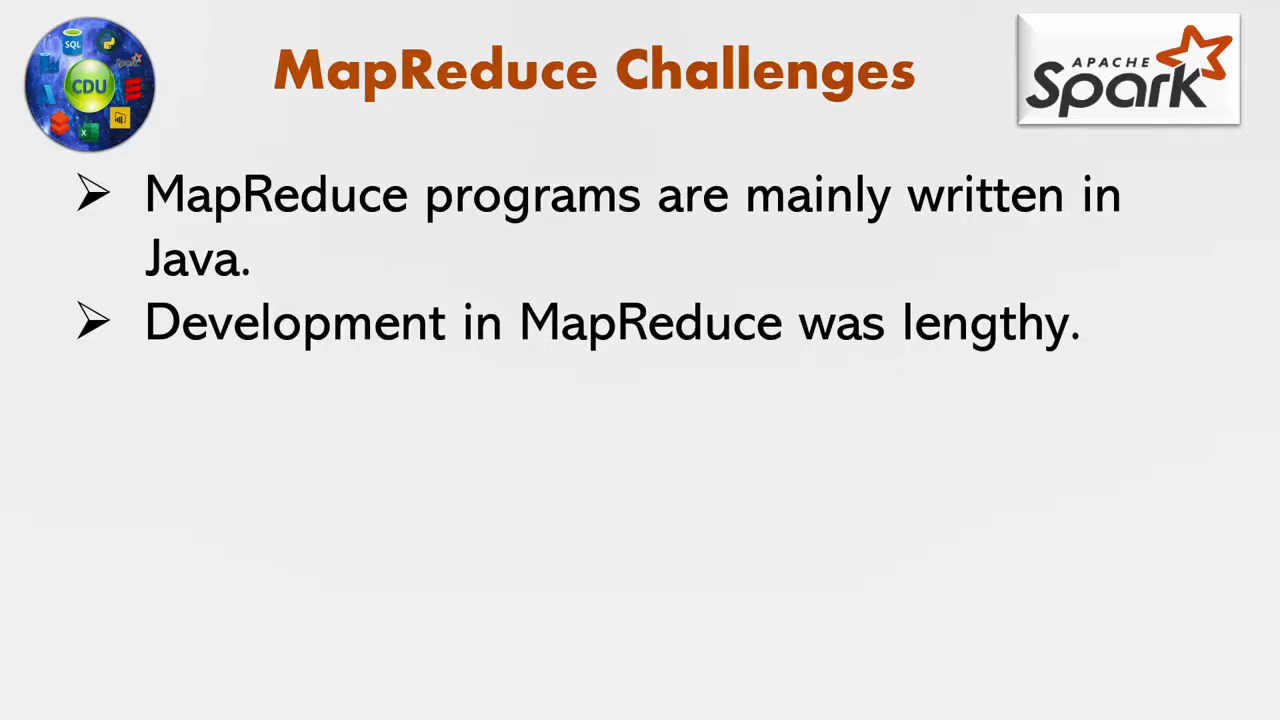 MapReduce Challenges
SQL
CDU
APACHE
Spark
➢ MapReduce programs are mainly written in
Java.
➢ Development in MapReduce was lengthy.